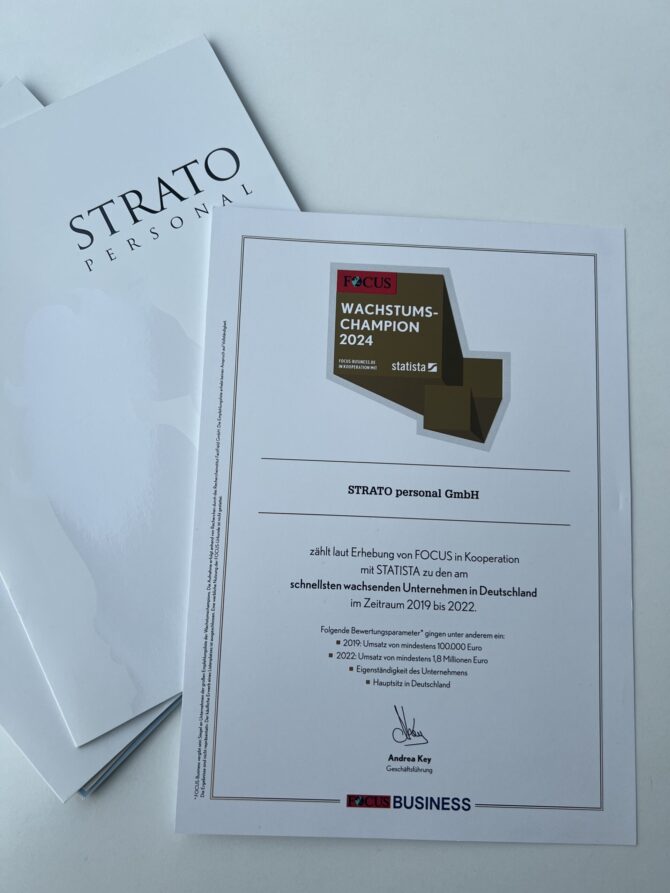 STRATO
PERSONAL
FOCUS
WACHSTUMS-
CHAMPION
2024
FOCUS-BUSINESS.DE
IN KOOPERATION MIT
statista
STRATO personal GmbH
zählt laut Erhebung von FOCUS in Kooperation
mit STATISTA zu den am
schnellsten wachsenden Unternehmen in Deutschland
im Zeitraum 2019 bis 2022.
Folgende Bewertungsparameter* gingen unter anderem ein:
2019: Umsatz von mindestens 100.000 Euro
2022: Umsatz von mindestens 1,8 Millionen Euro
Eigenständigkeit des Unternehmens
Hauptsitz in Deutschland
Andrea Key
Geschäftsführung
FOCUS BUSINESS